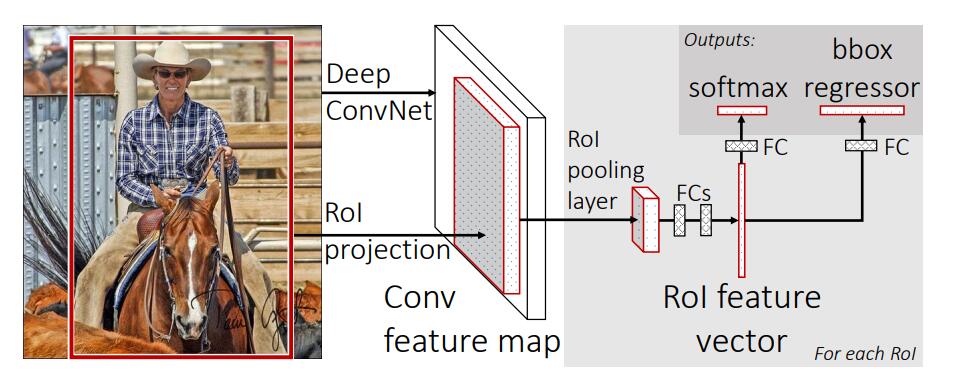 Deep
ConvNet
RoI
projection
Conv
feature map
RoI
pooling
layer
FCs
RoI feature
vector
For each RoI
Outputs:
softmax
bbox
regressor
FC
FC